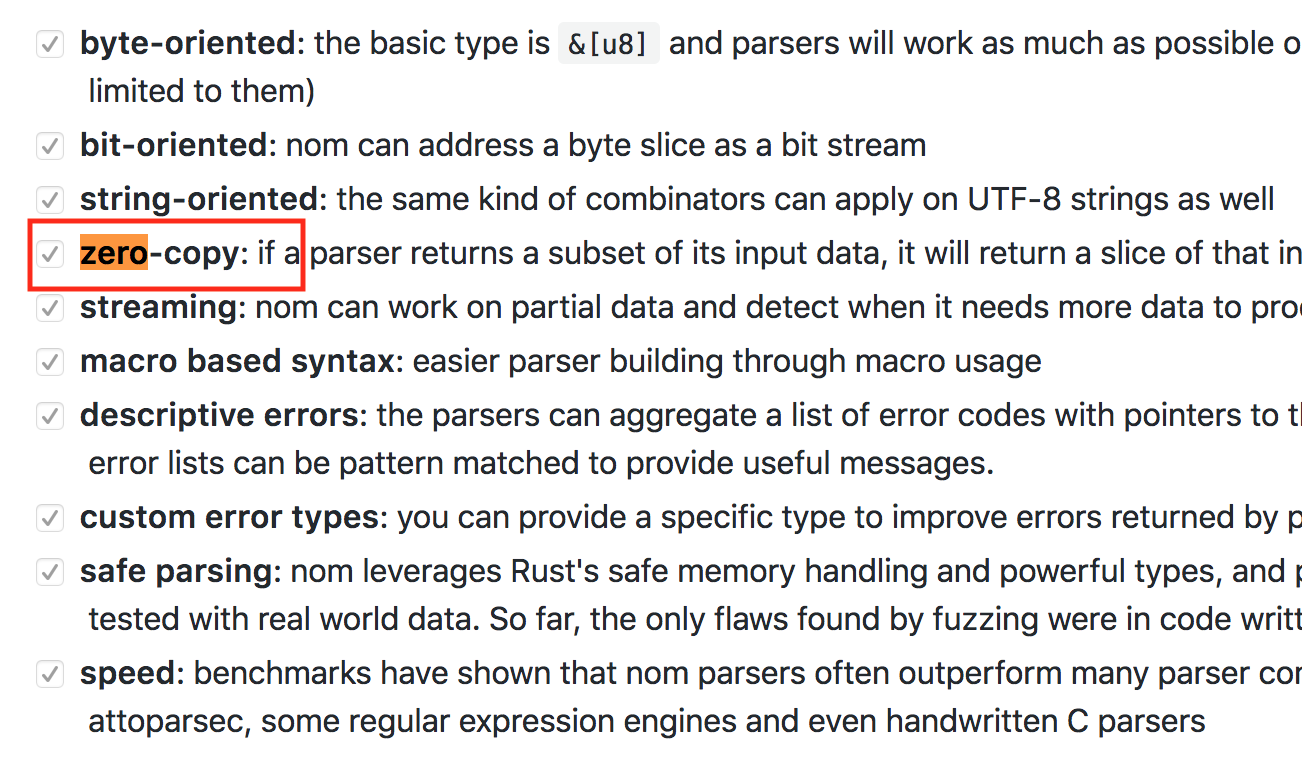 byte-oriented: the basic type is &[u8] and parsers will work as much as possible
limited to them)
bit-oriented: nom can address a byte slice as a bit stream
string-oriented: the same kind of combinators can apply on UTF-8 strings as well
zero-copy: if a parser returns a subset of its input data, it will return a slice of that
streaming: nom can work on partial data and detect when it needs more data to
macro based syntax: easier parser building through macro usage
descriptive errors: the parsers can aggregate a list of error codes with pointers to
error lists can be pattern matched to provide useful messages.
custom error types: you can provide a specific type to improve errors returned by
safe parsing: nom leverages Rust's safe memory handling and powerful types, and
tested with real world data. So far, the only flaws found by fuzzing were in code
speed: benchmarks have shown that nom parsers often outperform many parser
attoparsec, some regular expression engines and even handwritten C parsers